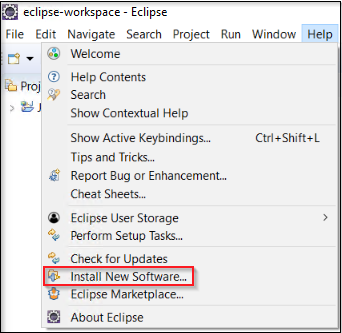 eclipse-workspace - Eclipse
File Edit Navigate Search Project Run Window Help
Welcome
Help Contents
Search
Show Contextual Help
Show Active Keybindings... Ctrl+Shift+L
Tips and Tricks...
Report Bug or Enhancement...
Cheat Sheets...
Eclipse User Storage
Perform Setup Tasks...
Check for Updates
Install New Software...
Eclipse Marketplace...
About Eclipse